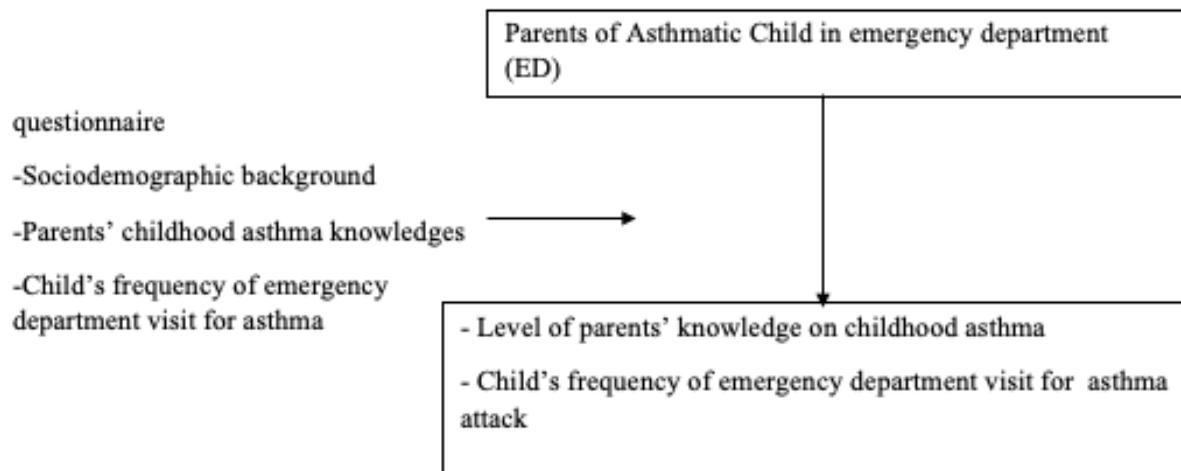 Parents of Asthmatic Child in emergency department
(ED)
questionnaire
-Sociodemographic background
-Parents’ childhood asthma knowledges
-Child’s frequency of emergency
department visit for asthma
- Level of parents’ knowledge on childhood asthma
- Child’s frequency of emergency department visit for  asthma
attack